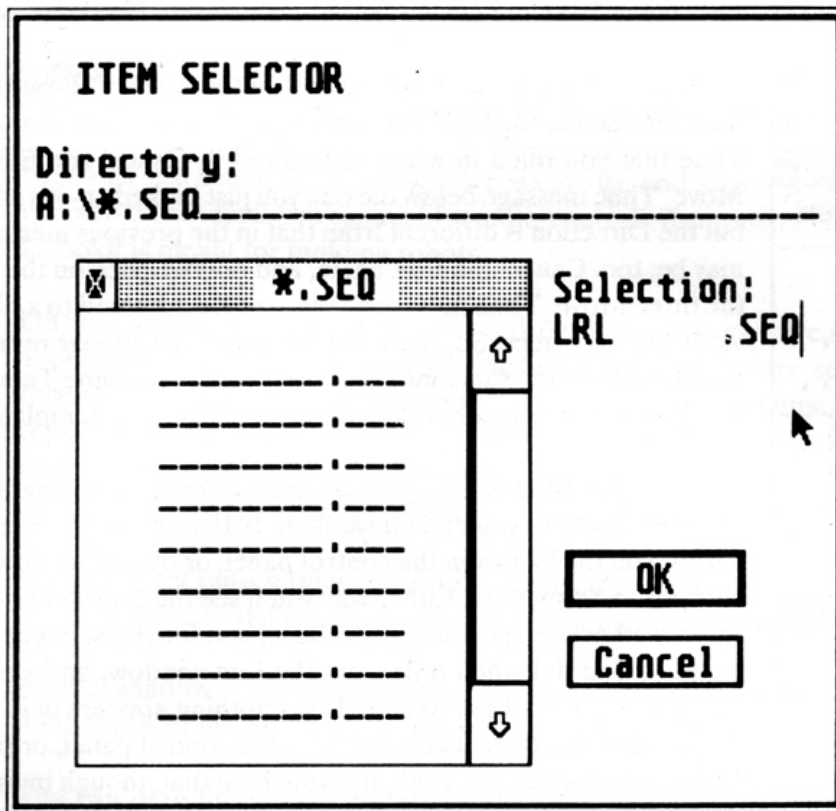 ITEM SELECTOR
Directory:
A:\*.SEQ
*.SEQ
Selection:
LRL .SEQ
OK
Cancel